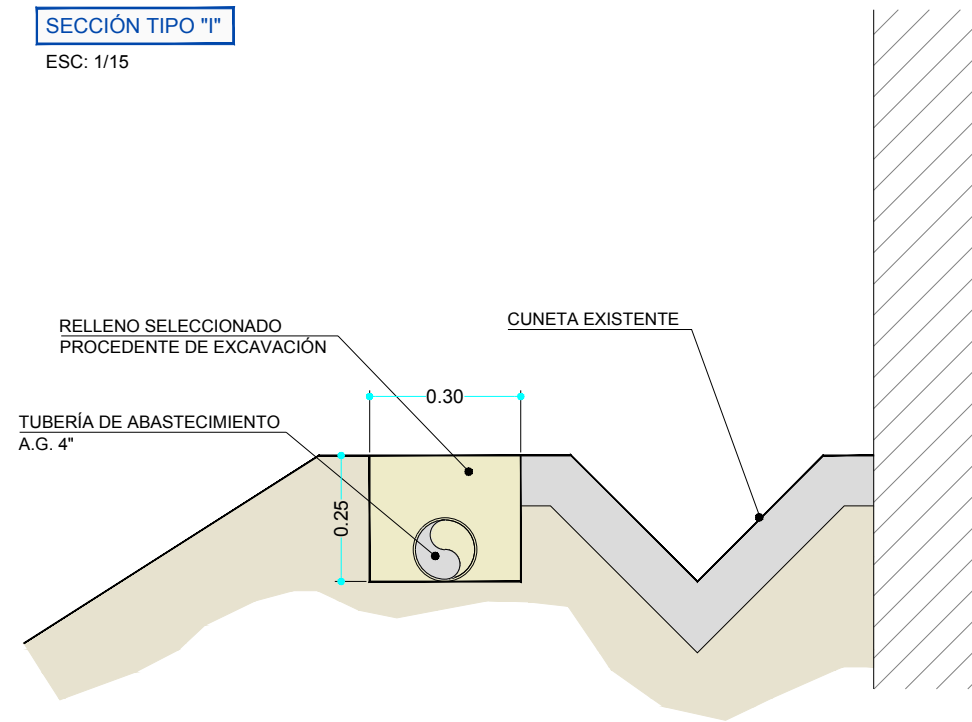 SECCIÓN TIPO "I"
ESC: 1/15
RELLENO SELECCIONADO
PROCEDENTE DE EXCAVACIÓN
CUNETA EXISTENTE
0.30
TUBERÍA DE ABASTECIMIENTO
A.G. 4"
0.25